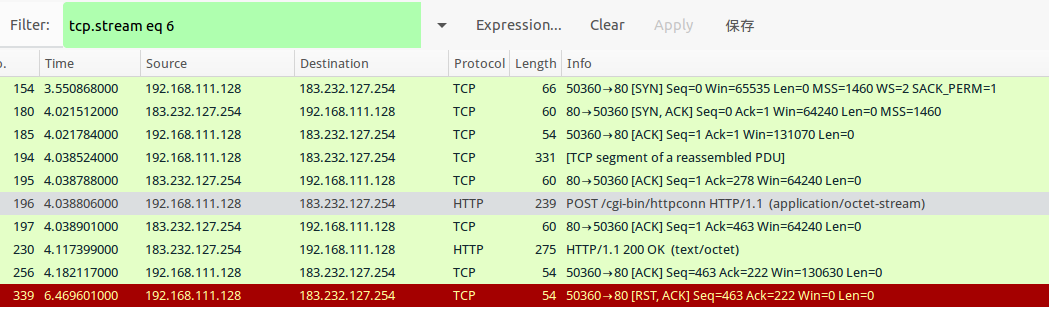 Filter: tcp.stream eq 6 Expression... Clear Apply 保存
o. Time Source Destination Protocol Length Info
154 3.550868000 192.168.111.128 183.232.127.254 TCP 66 50360→80 [SYN] Seq=0 Win=65535 Len=0 MSS=1460 WS=2 SACK_PERM=1
180 4.021512000 183.232.127.254 192.168.111.128 TCP 60 80→50360 [SYN, ACK] Seq=0 Ack=1 Win=64240 Len=0 MSS=1460
185 4.021784000 192.168.111.128 183.232.127.254 TCP 54 50360→80 [ACK] Seq=1 Ack=1 Win=131070 Len=0
194 4.038524000 192.168.111.128 183.232.127.254 TCP 331 [TCP segment of a reassembled PDU]
195 4.038788000 183.232.127.254 192.168.111.128 TCP 60 80→50360 [ACK] Seq=1 Ack=278 Win=64240 Len=0
196 4.038806000 192.168.111.128 183.232.127.254 HTTP 239 POST /cgi-bin/httpconn HTTP/1.1 (application/octet-stream)
197 4.038901000 183.232.127.254 192.168.111.128 TCP 60 80→50360 [ACK] Seq=1 Ack=463 Win=64240 Len=0
230 4.117399000 183.232.127.254 192.168.111.128 HTTP 275 HTTP/1.1 200 OK (text/octet)
256 4.182117000 192.168.111.128 183.232.127.254 TCP 54 50360→80 [ACK] Seq=463 Ack=222 Win=130630 Len=0
339 6.469601000 192.168.111.128 183.232.127.254 TCP 54 50360→80 [RST, ACK] Seq=463 Ack=222 Win=0 Len=0